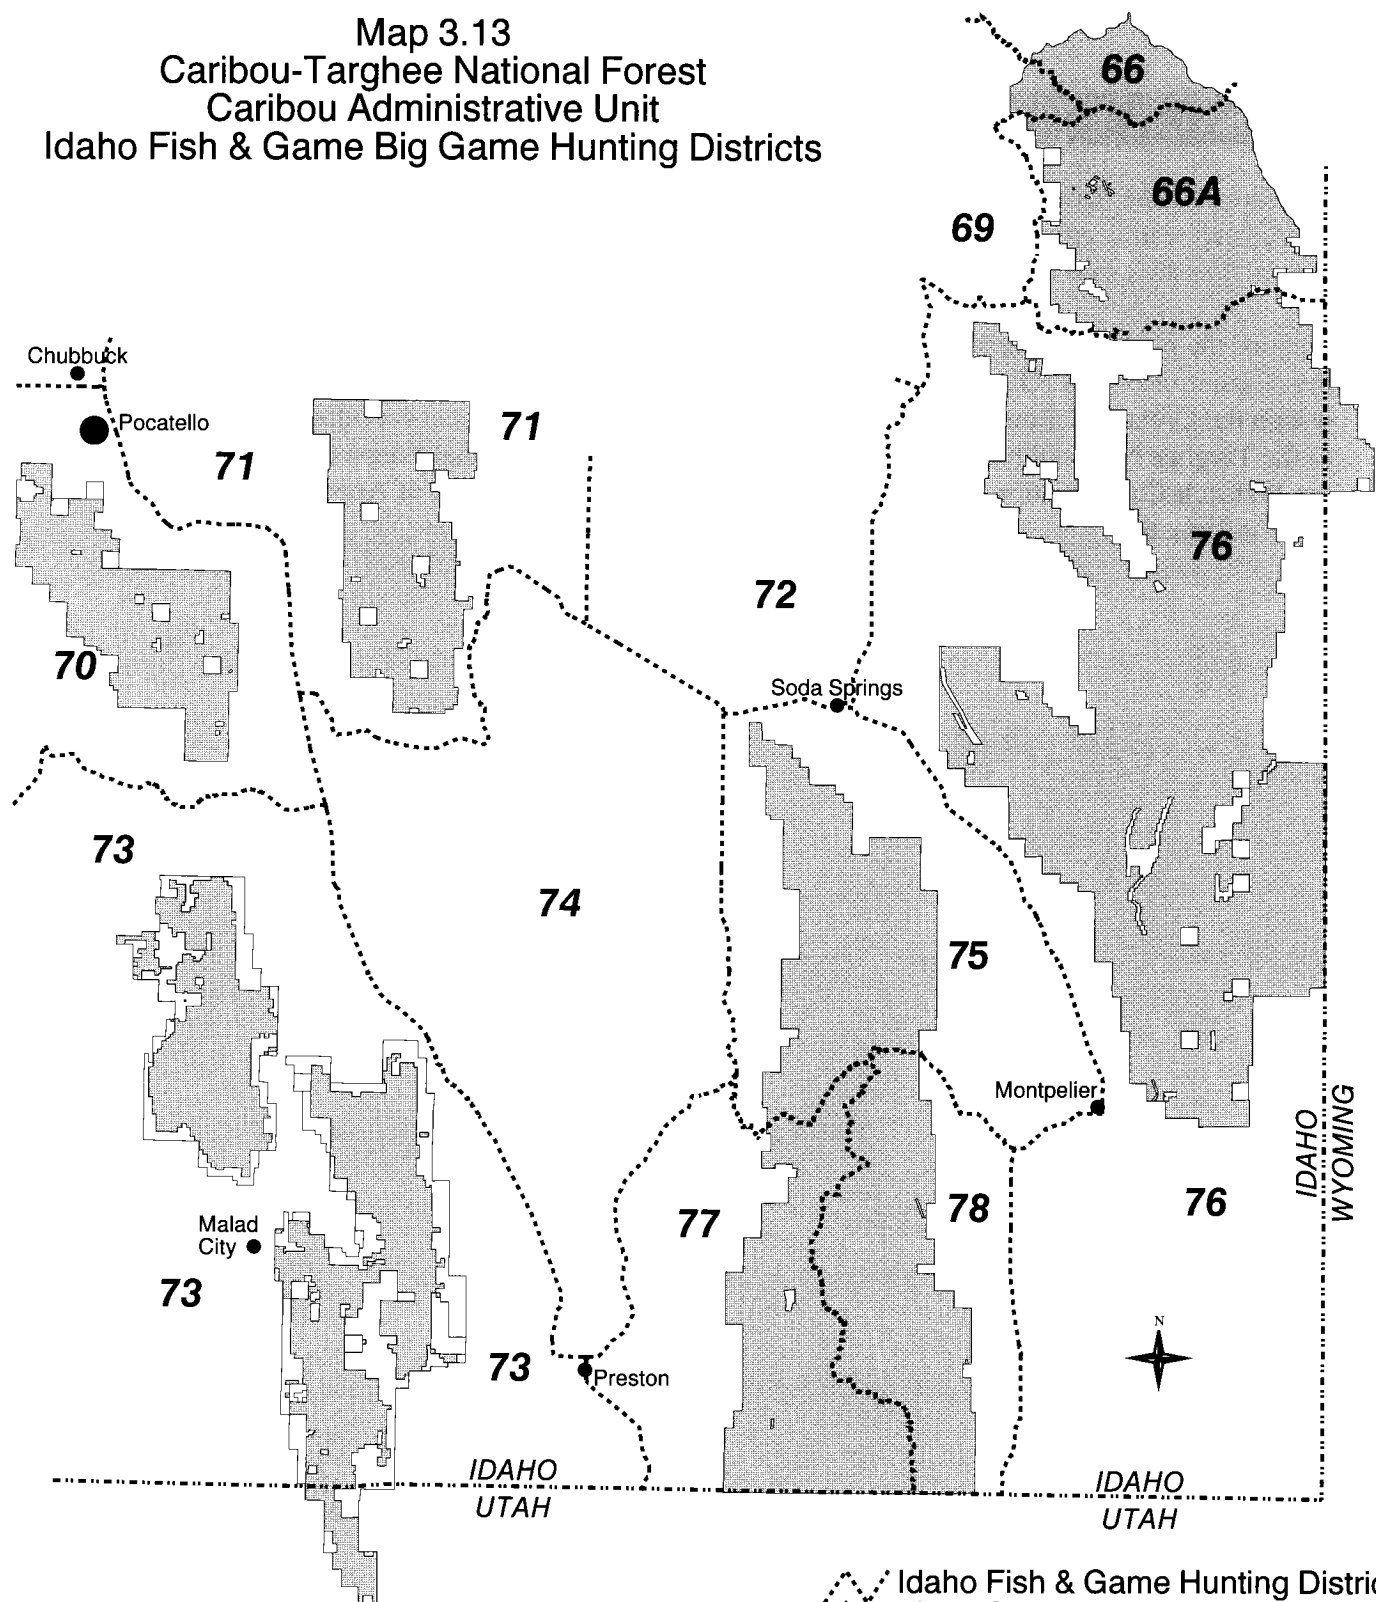 Map 3.13
Caribou-Targhee National Forest
Caribou Administrative Unit
Idaho Fish & Game Big Game Hunting Districts
66
66A
69
Chubbuck
Pocatello
71
71
76
72
70
Soda Springs
73
74
75
Montpelier
IDAHO
WYOMING
77
78
76
Malad
City
73
N
73
Preston
IDAHO
UTAH
IDAHO
UTAH
Idaho Fish & Game Hunting Distric